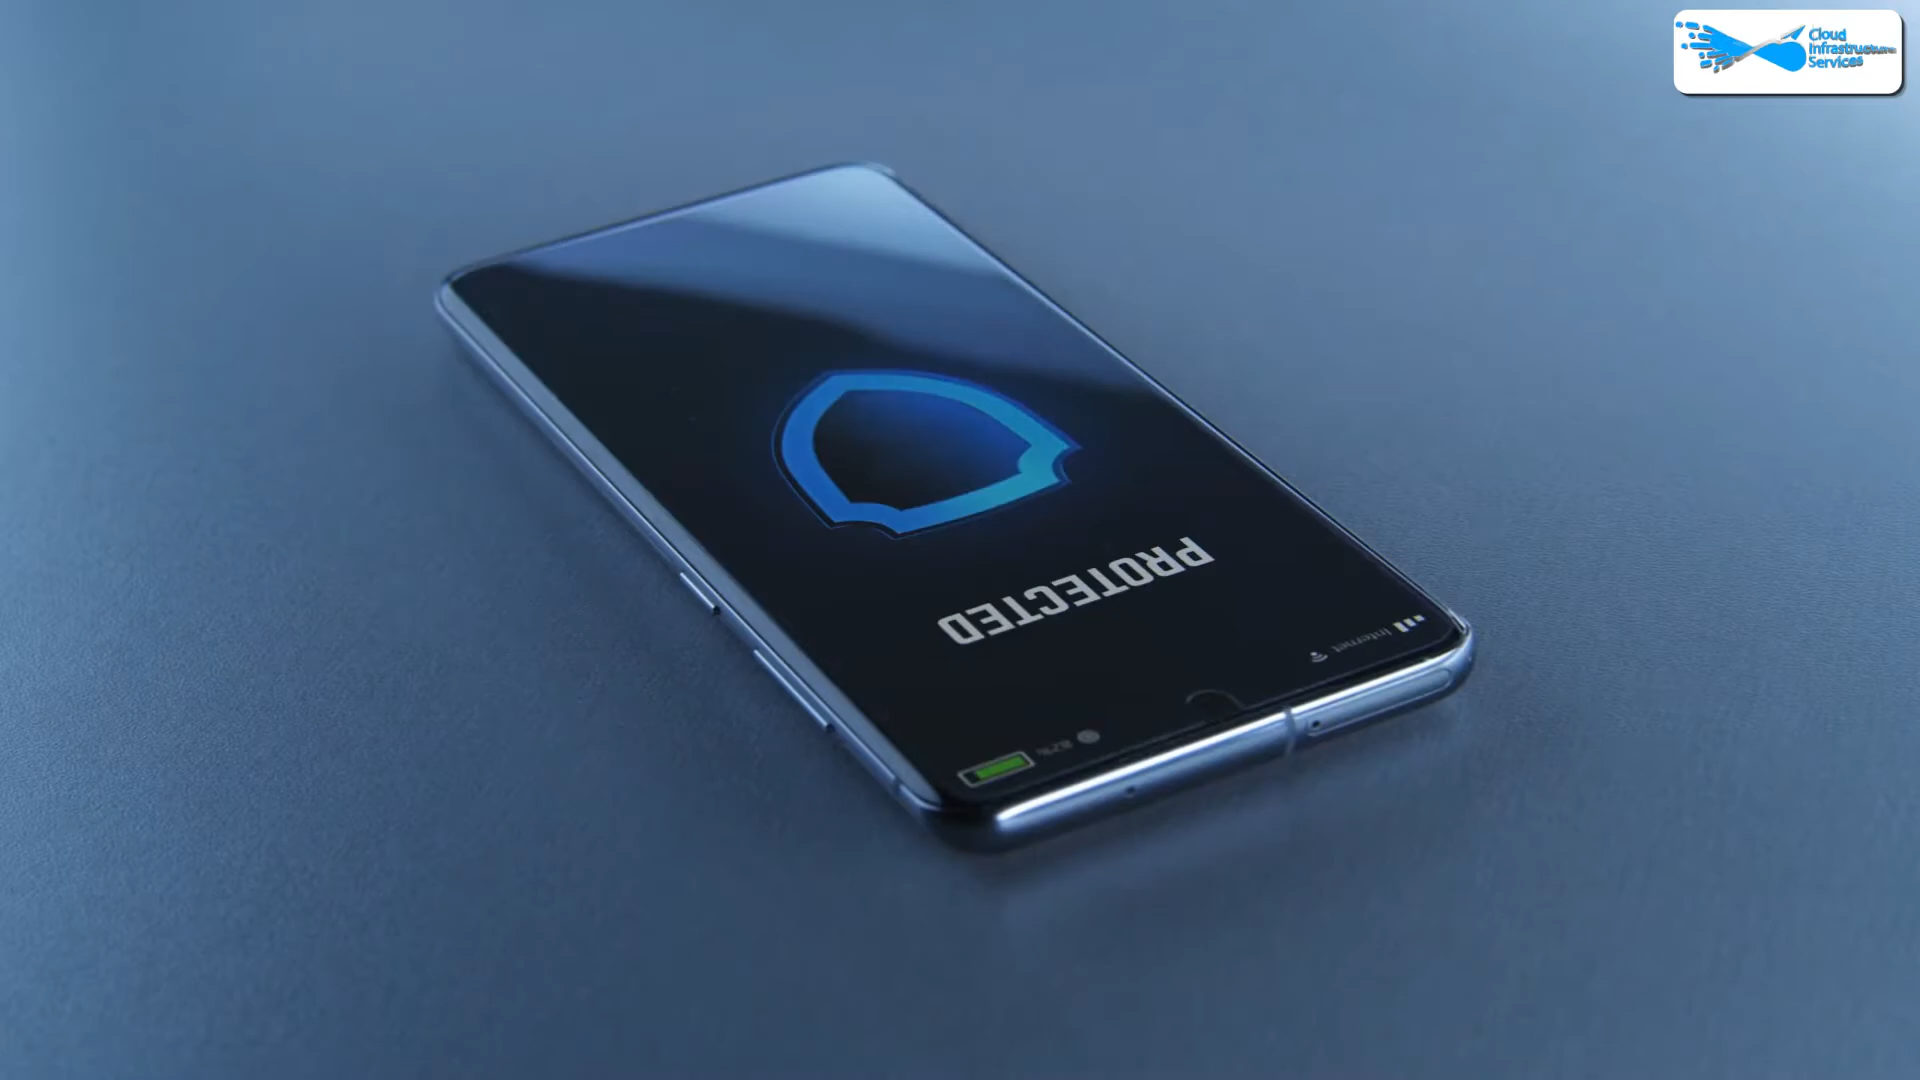 Cloud
Infrastructure
Services
PROTECTED
Internet
82%